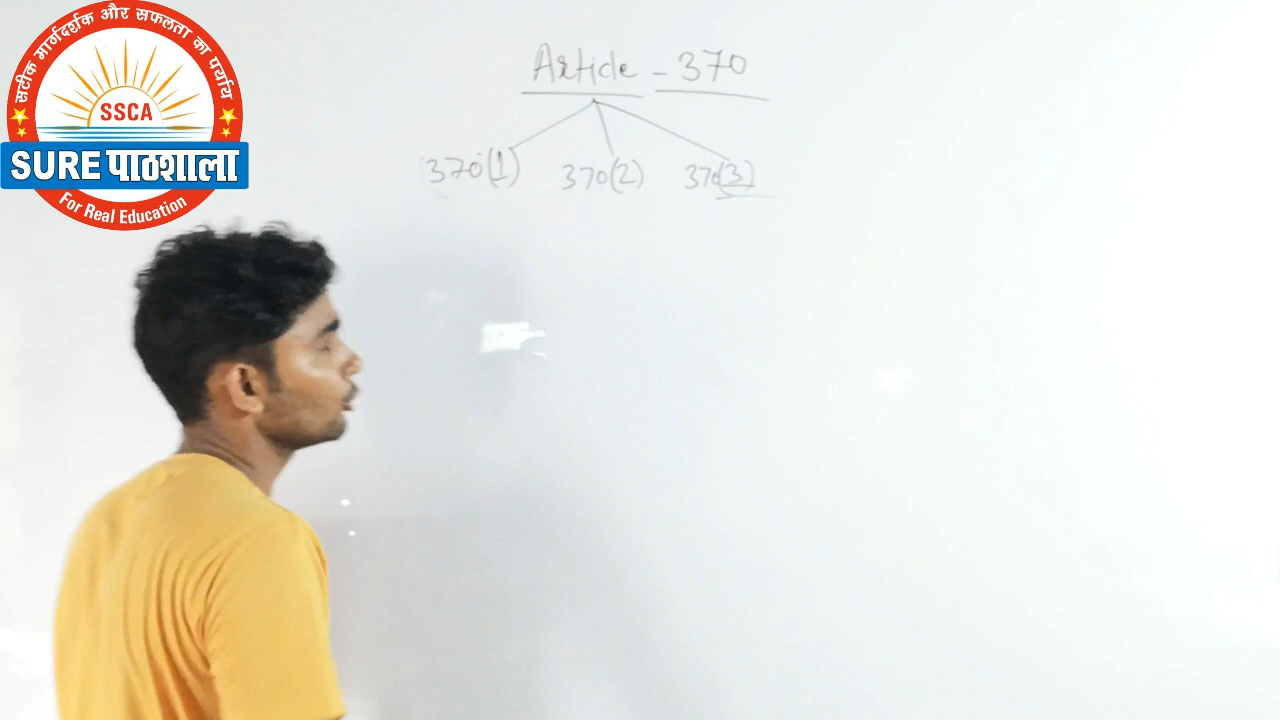 सटीक मार्गदर्शक और सफलता का पर्याय
SSCA
SURE पाठशाला
For Real Education
Article - 370
370(1) 370(2) 370(3)